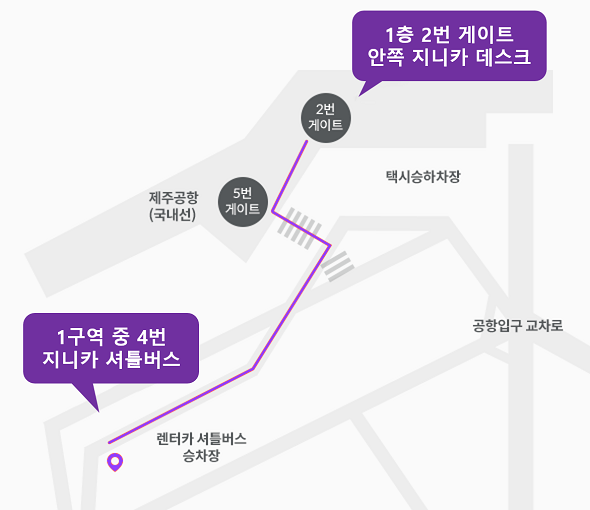 1층 2번 게이트
안쪽 지니카 데스크
2번
게이트
택시승하차장
5번
게이트
제주공항
(국내선)
공항입구 교차로
1구역 중 4번
지니카 셔틀버스
렌터카 셔틀버스
승차장